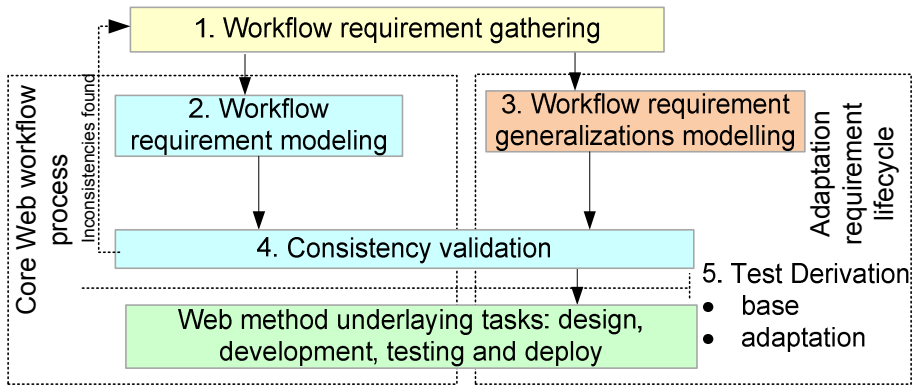 1. Workflow requirement gathering
2. Workflow
requirement modeling
3. Workflow requirement
generalizations modelling
Core Web workflow
process
Inconsistencies found
Adaptation
requirement
lifecycle
4. Consistency validation
5. Test Derivation
• base
• adaptation
Web method underlaying tasks: design,
development, testing and deploy